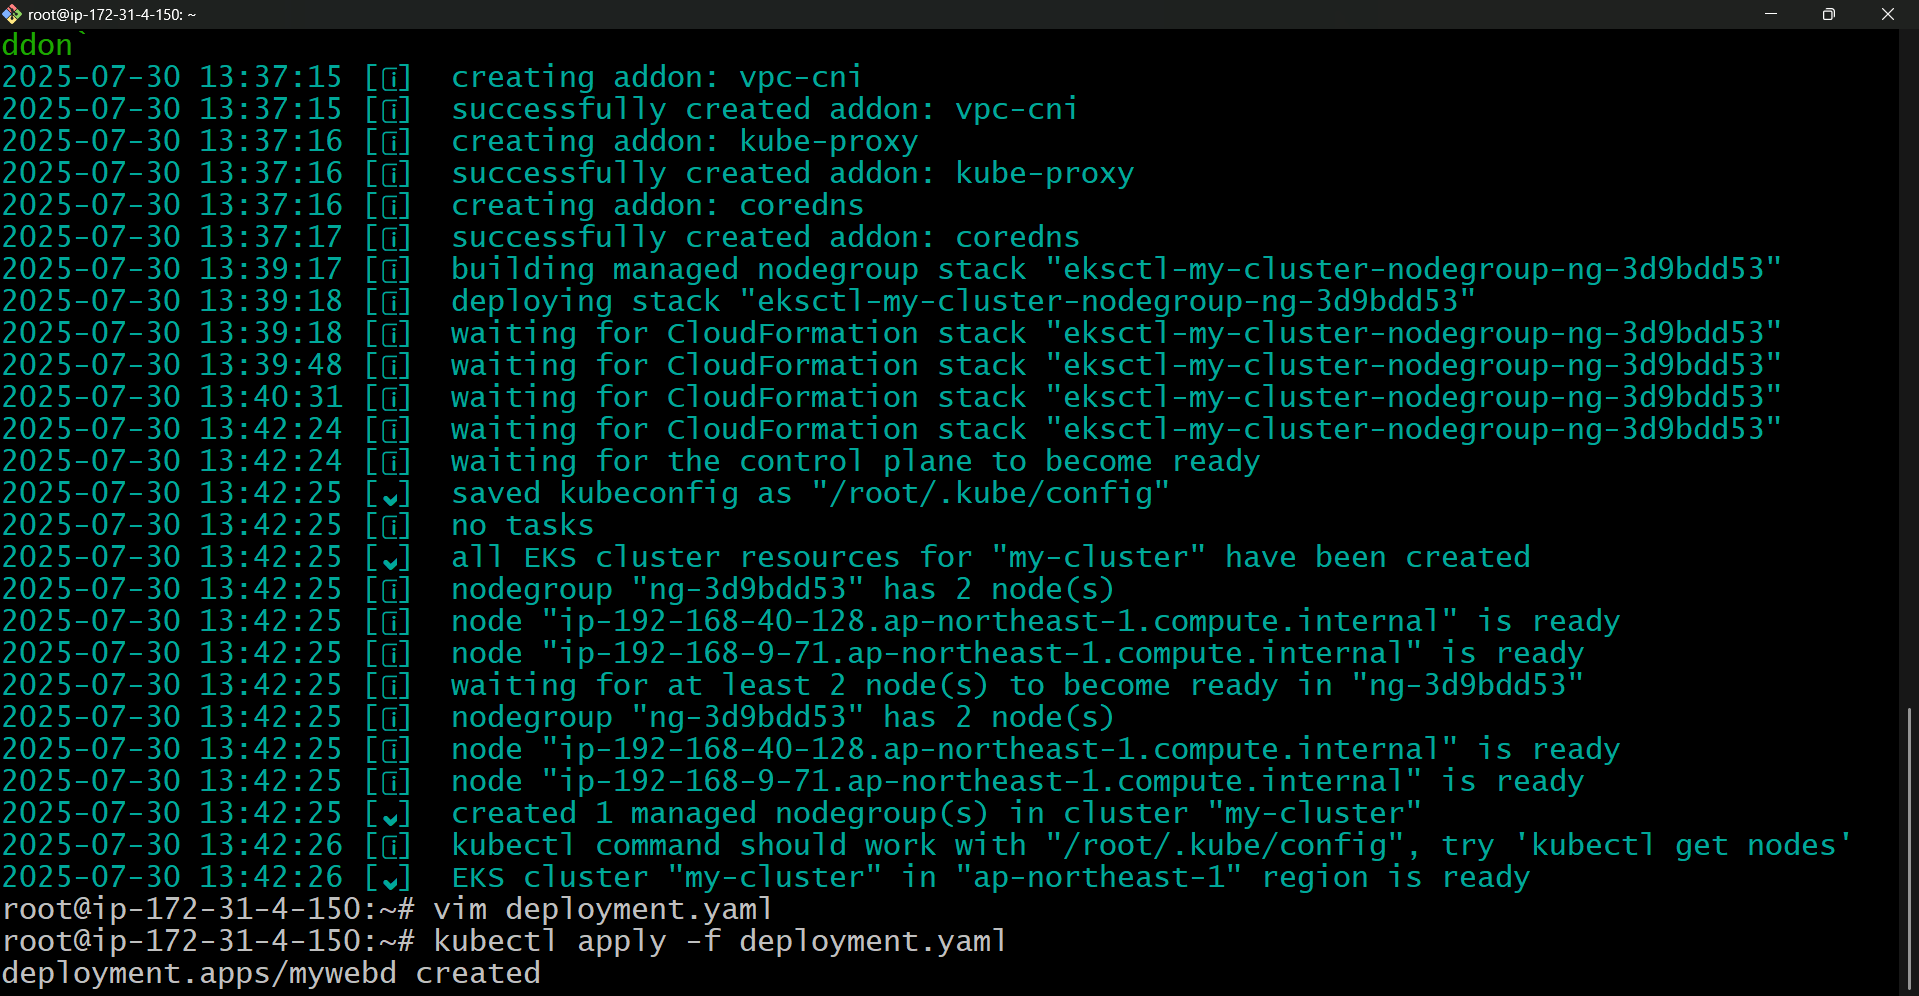 root@ip-172-31-4-150: ~
ddon`
2025-07-30 13:37:15 [ℹ]  creating addon: vpc-cni
2025-07-30 13:37:15 [ℹ]  successfully created addon: vpc-cni
2025-07-30 13:37:16 [ℹ]  creating addon: kube-proxy
2025-07-30 13:37:16 [ℹ]  successfully created addon: kube-proxy
2025-07-30 13:37:16 [ℹ]  creating addon: coredns
2025-07-30 13:37:17 [ℹ]  successfully created addon: coredns
2025-07-30 13:39:17 [ℹ]  building managed nodegroup stack "eksctl-my-cluster-nodegroup-ng-3d9bdd53"
2025-07-30 13:39:18 [ℹ]  deploying stack "eksctl-my-cluster-nodegroup-ng-3d9bdd53"
2025-07-30 13:39:18 [ℹ]  waiting for CloudFormation stack "eksctl-my-cluster-nodegroup-ng-3d9bdd53"
2025-07-30 13:39:48 [ℹ]  waiting for CloudFormation stack "eksctl-my-cluster-nodegroup-ng-3d9bdd53"
2025-07-30 13:40:31 [ℹ]  waiting for CloudFormation stack "eksctl-my-cluster-nodegroup-ng-3d9bdd53"
2025-07-30 13:42:24 [ℹ]  waiting for CloudFormation stack "eksctl-my-cluster-nodegroup-ng-3d9bdd53"
2025-07-30 13:42:24 [ℹ]  waiting for the control plane to become ready
2025-07-30 13:42:25 [✔]  saved kubeconfig as "/root/.kube/config"
2025-07-30 13:42:25 [ℹ]  no tasks
2025-07-30 13:42:25 [✔]  all EKS cluster resources for "my-cluster" have been created
2025-07-30 13:42:25 [ℹ]  nodegroup "ng-3d9bdd53" has 2 node(s)
2025-07-30 13:42:25 [ℹ]  node "ip-192-168-40-128.ap-northeast-1.compute.internal" is ready
2025-07-30 13:42:25 [ℹ]  node "ip-192-168-9-71.ap-northeast-1.compute.internal" is ready
2025-07-30 13:42:25 [ℹ]  waiting for at least 2 node(s) to become ready in "ng-3d9bdd53"
2025-07-30 13:42:25 [ℹ]  nodegroup "ng-3d9bdd53" has 2 node(s)
2025-07-30 13:42:25 [ℹ]  node "ip-192-168-40-128.ap-northeast-1.compute.internal" is ready
2025-07-30 13:42:25 [ℹ]  node "ip-192-168-9-71.ap-northeast-1.compute.internal" is ready
2025-07-30 13:42:25 [✔]  created 1 managed nodegroup(s) in cluster "my-cluster"
2025-07-30 13:42:26 [ℹ]  kubectl command should work with "/root/.kube/config", try 'kubectl get nodes'
2025-07-30 13:42:26 [✔]  EKS cluster "my-cluster" in "ap-northeast-1" region is ready
root@ip-172-31-4-150:~# vim deployment.yaml
root@ip-172-31-4-150:~# kubectl apply -f deployment.yaml
deployment.apps/mywebd created